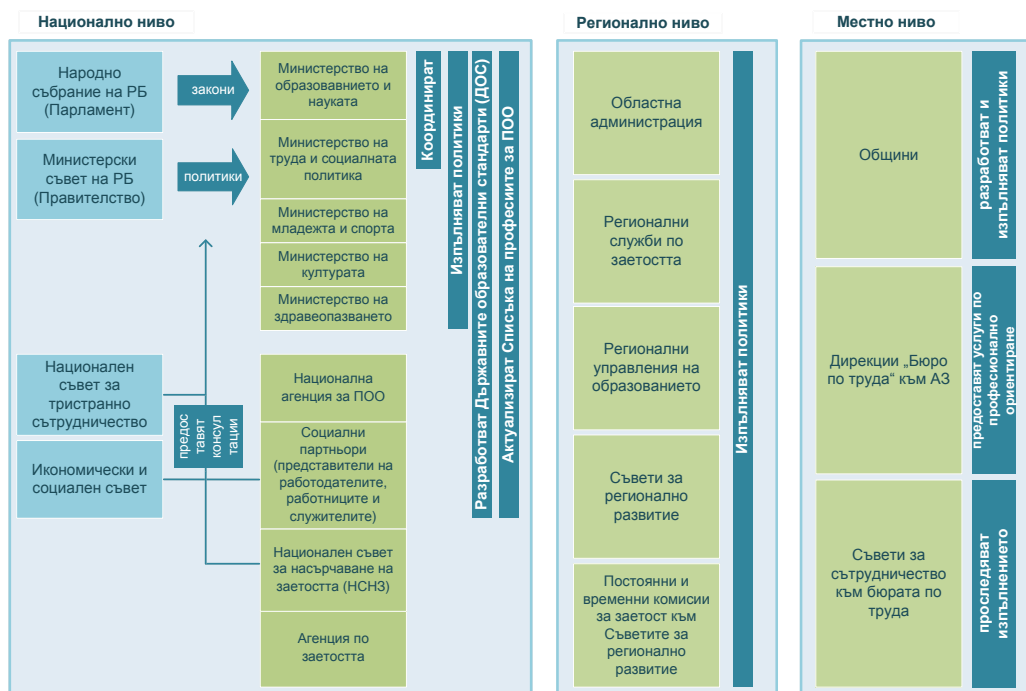 Национално ниво
Народно
събрание на РБ
(Парламент)
закони
Министерски
съвет на РБ
(Правителство)
политики
Национален
съвет за
тристранно
сътрудничество
Икономически и
социален съвет
предос
тавят
консул
тации
Министерство на
образованието и
науката
Министерство на
труда и социалната
политика
Министерство на
младежта и спорта
Министерство на
културата
Министерство на
здравеопазването
Национална
агенция за ПОО
Социални
партньори
(представители на
работодателите,
работниците и
служителите)
Национален съвет
за насърчаване на
заетостта (НСНЗ)
Агенция по
заетостта
Координират
Изпълняват политики
Разработват Държавните образователни стандарти (ДОС)
Актуализират Списъка на професиите за ПОО
Регионално ниво
Областна
администрация
Регионални
служби по
заетостта
Регионални
управления на
образованието
Съвети за
регионално
развитие
Постоянни и
временни комисии
за заетост към
Съветите за
регионално
развитие
Изпълняват политики
Местно ниво
Общини
разработват и
изпълняват политики
Дирекции „Бюро
по труда“ към АЗ
предоставят услуги по
професионално
ориентиране
Съвети за
сътрудничество
към бюрата по
труда
проследяват
изпълнението